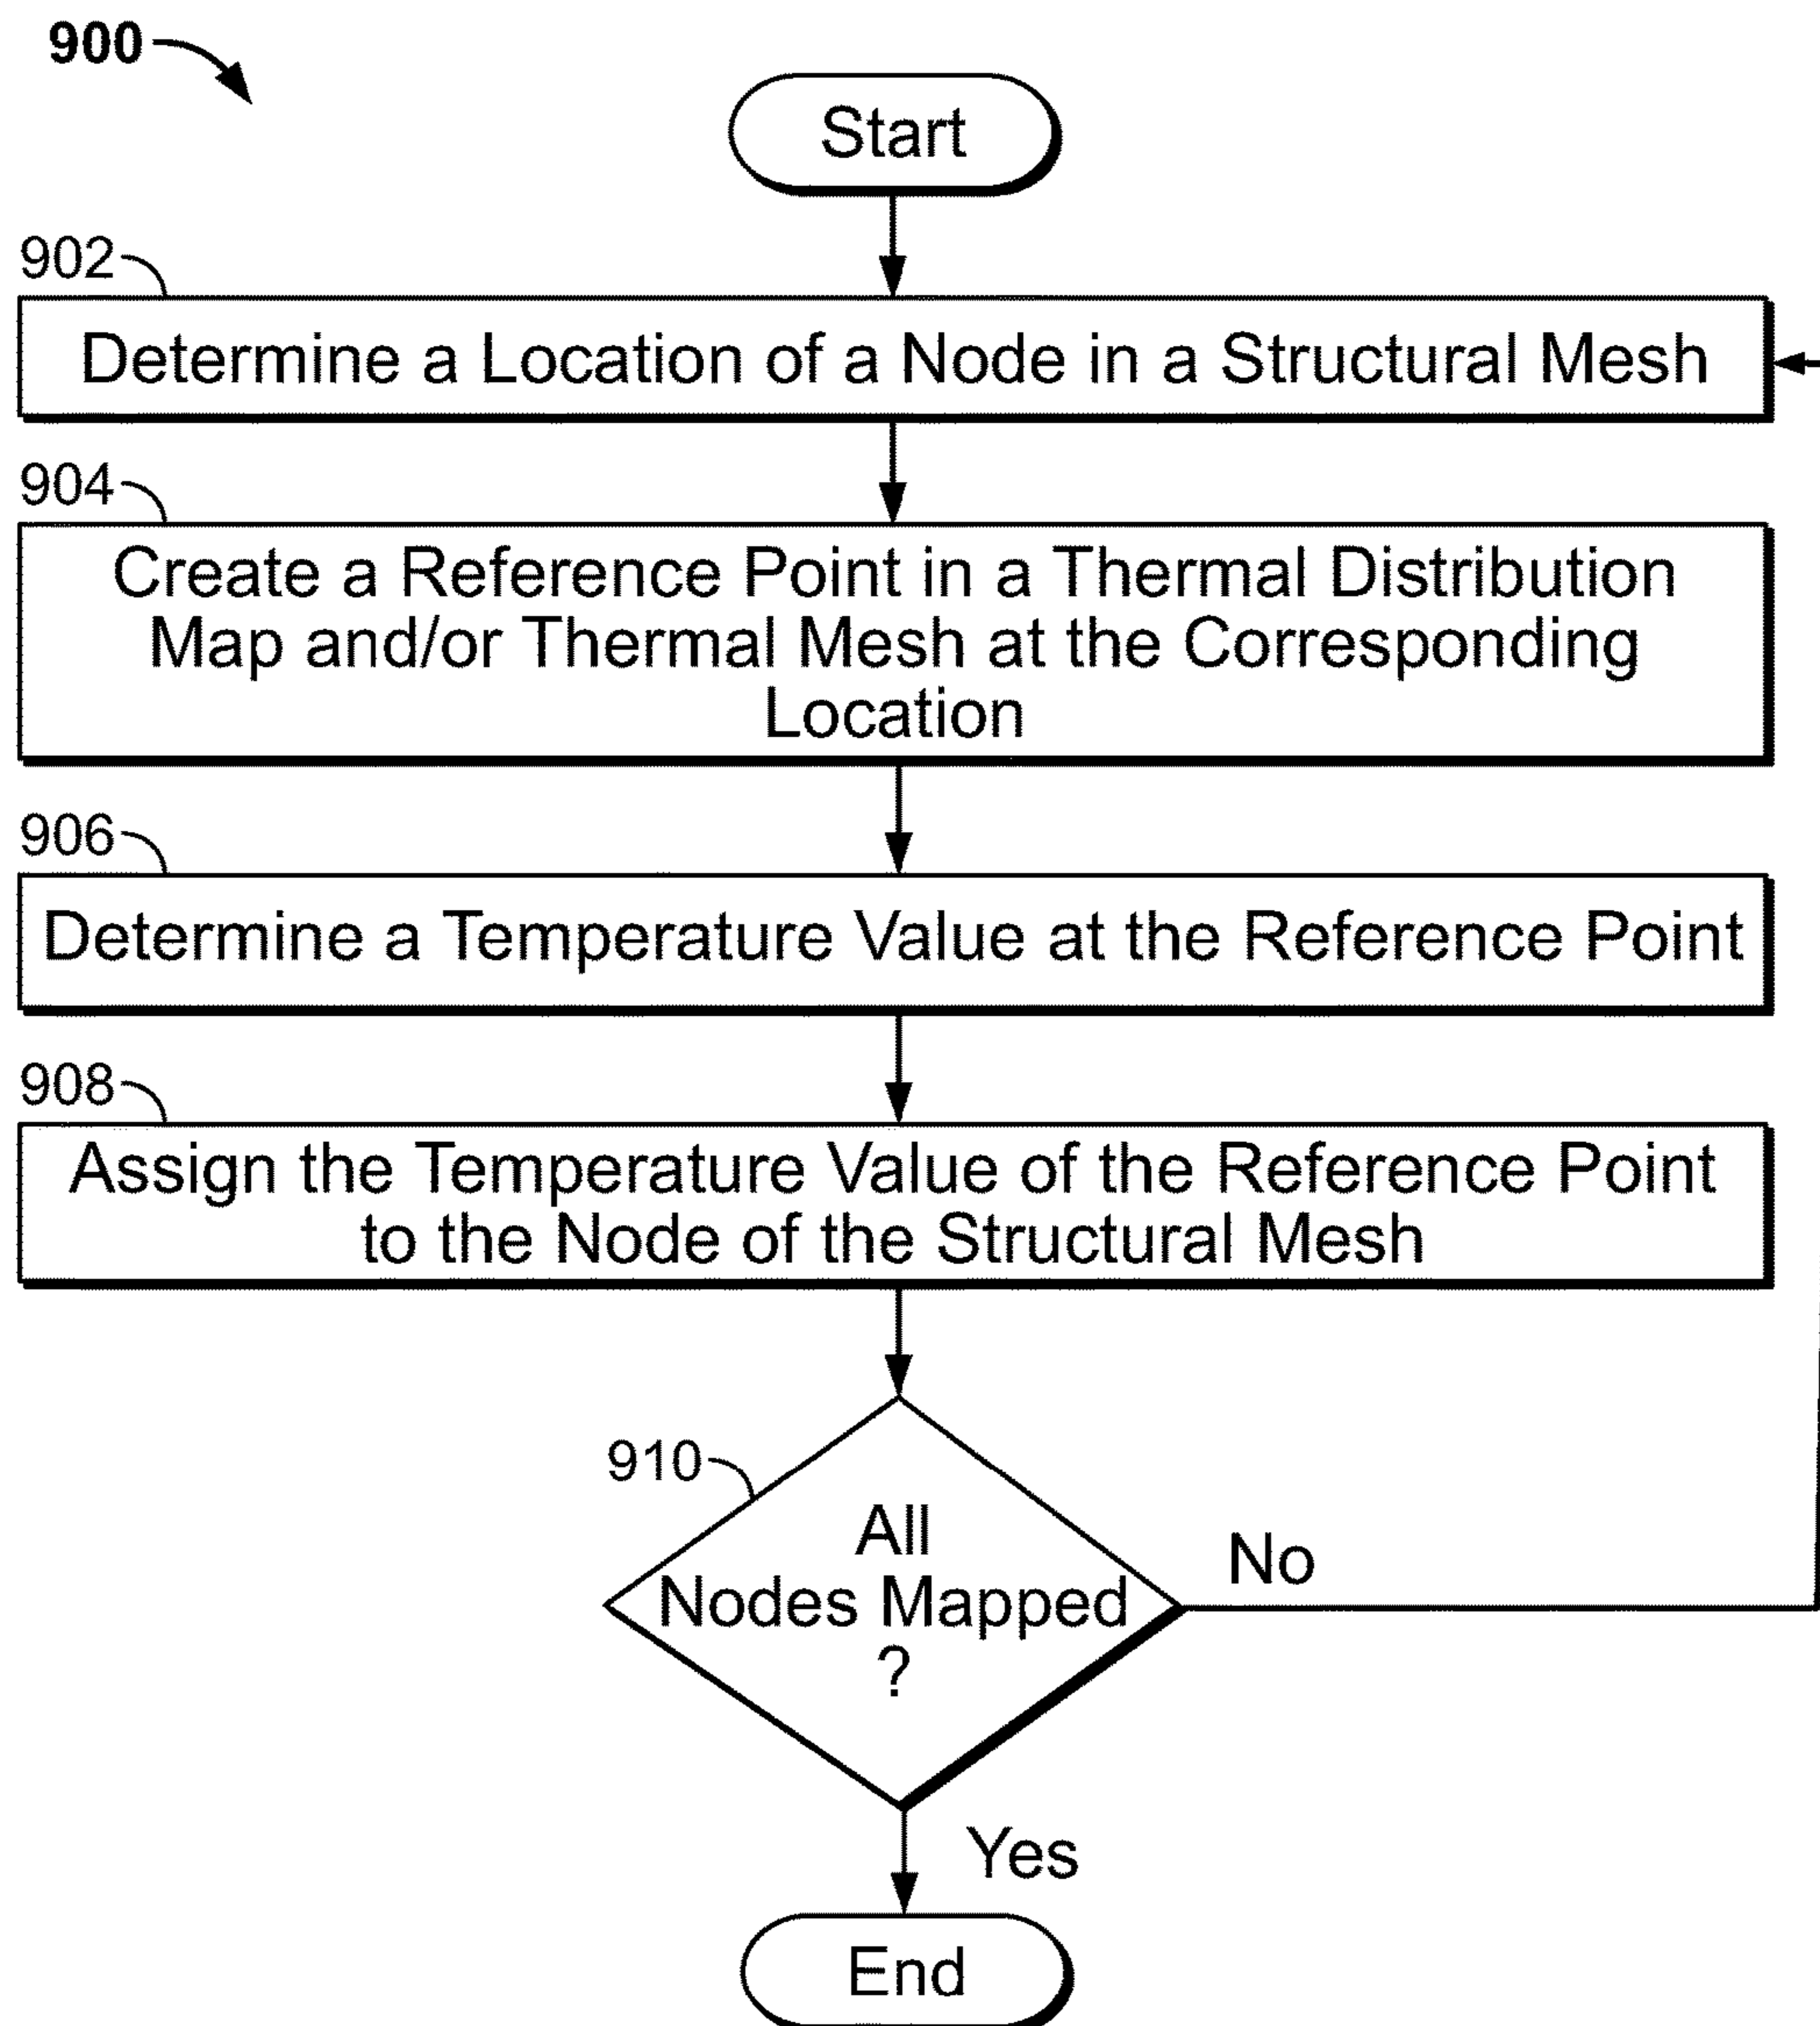 900
Start
902
Determine a Location of a Node in a Structural Mesh
904
Create a Reference Point in a Thermal Distribution
Map and/or Thermal Mesh at the Corresponding
Location
906
Determine a Temperature Value at the Reference Point
908
Assign the Temperature Value of the Reference Point
to the Node of the Structural Mesh
910
All
Nodes Mapped
?
No
Yes
End